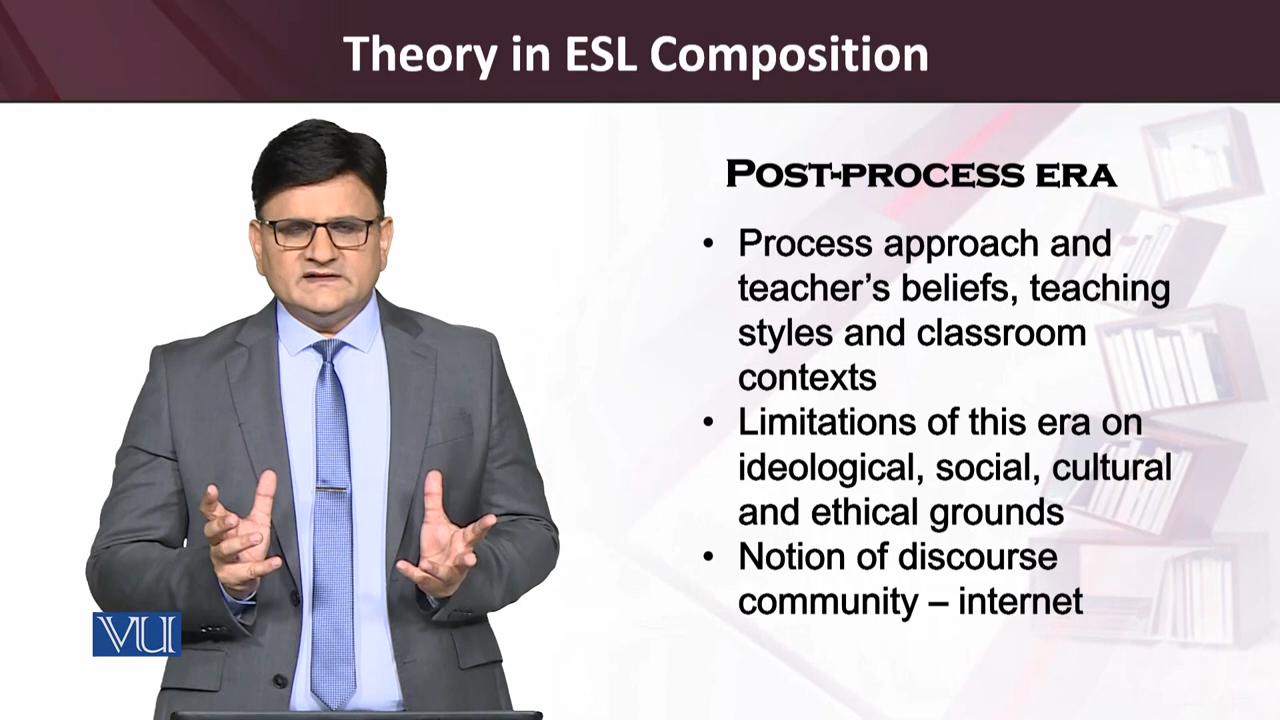 Theory in ESL Composition
POST-PROCESS ERA
• Process approach and
teacher’s beliefs, teaching
styles and classroom
contexts
• Limitations of this era on
ideological, social, cultural
and ethical grounds
• Notion of discourse
community – internet
VU